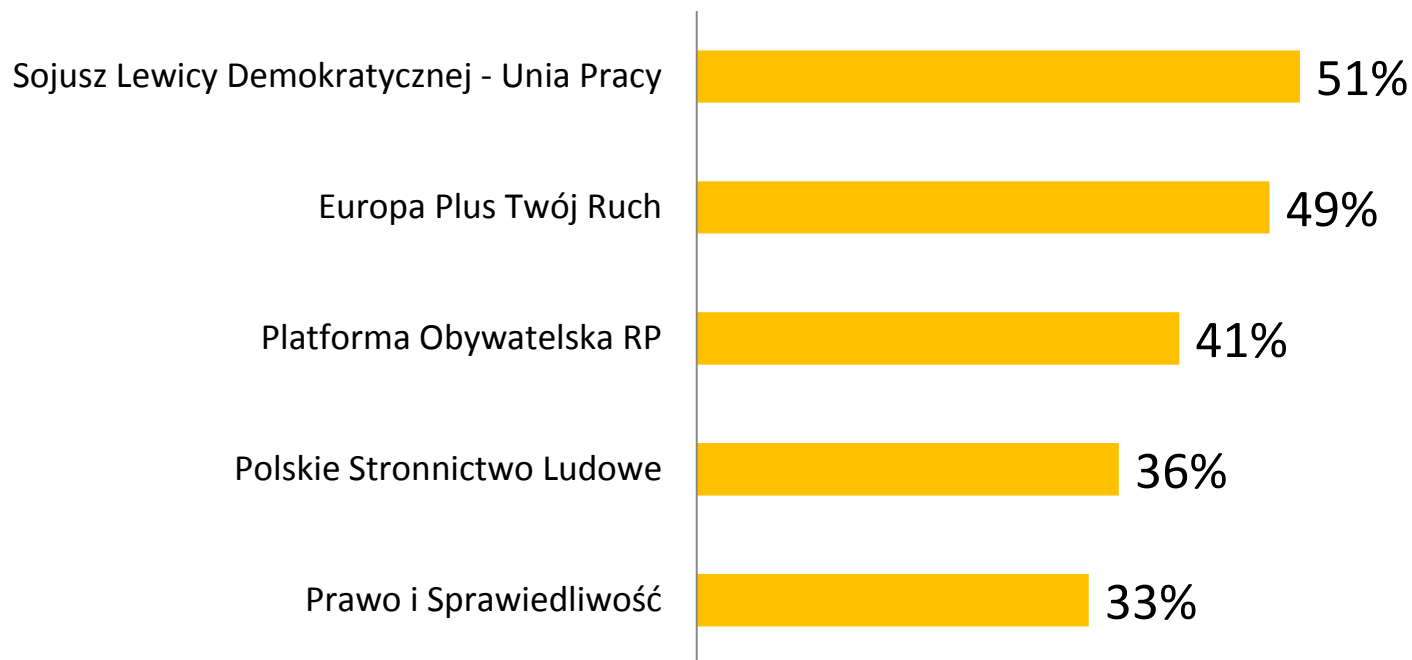 Sojusz Lewicy Demokratycznej - Unia Pracy 51%
Europa Plus Twój Ruch 49%
Platforma Obywatelska RP 41%
Polskie Stronnictwo Ludowe 36%
Prawo i Sprawiedliwość 33%